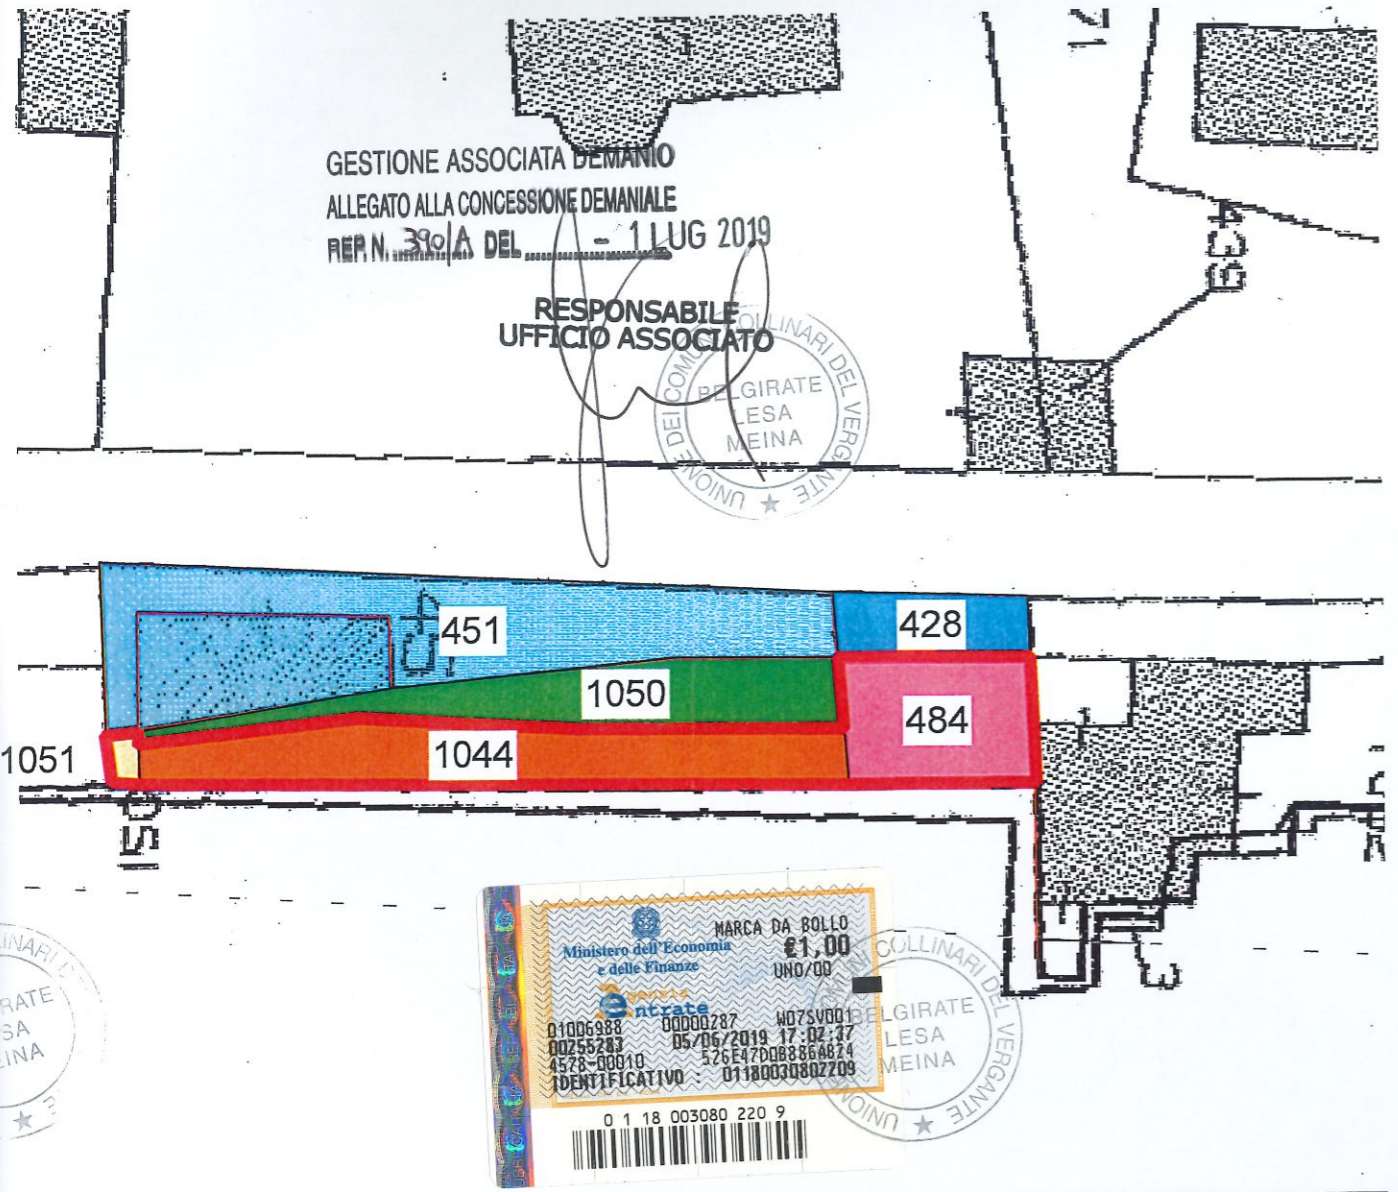 GESTIONE ASSOCIATA DEMANIO
ALLEGATO ALLA CONCESSIONE DEMANIALE
REP. N. 390/A DEL - 1 LUG 2019
RESPONSABILE
UFFICIO ASSOCIATO
UNIONE DEI COMUNI COLLINARI DEL VERGANTE
BELGIRATE
LESA
MEINA
451
428
1050
484
1044
1051
150
3
MARCA DA BOLLO
€1,00
UNO/00
Ministero dell'Economia
e delle Finanze
Agenzia
Entrate
01006988 00000287 W07SV001
00255283 05/06/2019 17:02:37
4578-00010 526E47D0B886AB24
IDENTIFICATIVO : 01180030802209
0 1 18 003080 220 9
COLLINARI DEL VERGANTE
UNIONE
BELGIRATE
LESA
MEINA